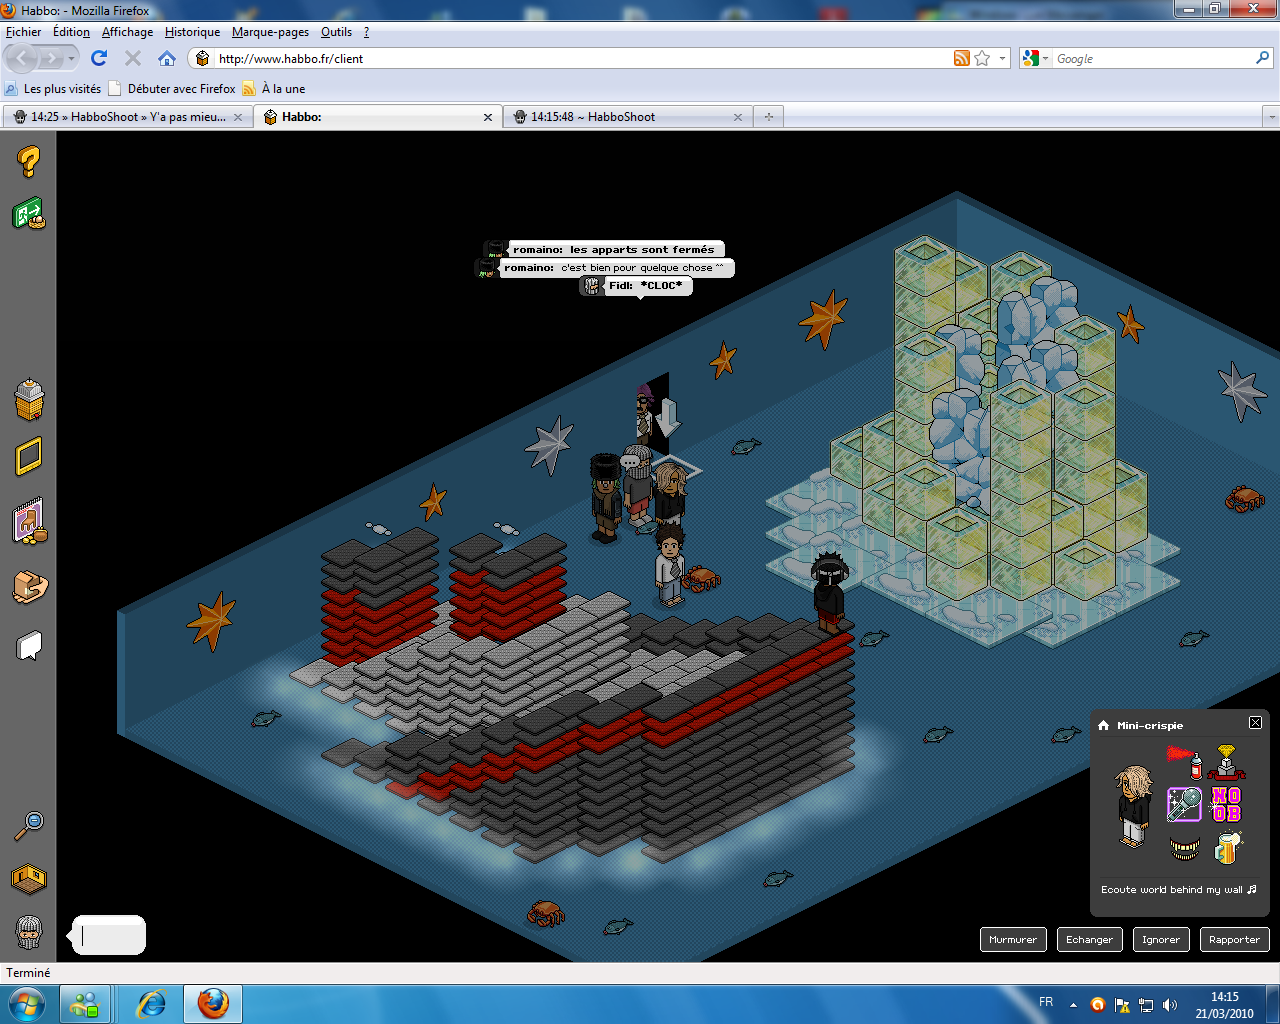 Habbo: - Mozilla Firefox
Fichier Édition Affichage Historique Marque-pages Outils ?
http://www.habbo.fr/client
Google
Les plus visités Débuter avec Firefox À la une
14:25 » HabboShoot » Y'a pas mieu...
Habbo:
14:15:48 ~ HabboShoot
romaino: les apparts sont fermés
romaino: c'est bien pour quelque chose ^^
Fidl: *CLOC*
...
Mini-crispie
NO
OB
Ecoute world behind my wall ♫
Murmurer Echanger Ignorer Rapporter
Terminé
FR
14:15
21/03/2010